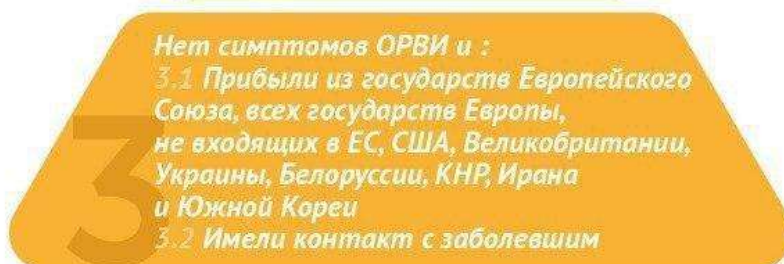 Нет симптомов ОРВИ и :
3.1 Прибыли из государств Европейского
Союза, всех государств Европы,
не входящих в ЕС, США, Великобритании,
Украины, Белоруссии, КНР, Ирана
и Южной Кореи
3.2 Имели контакт с заболевшим
3